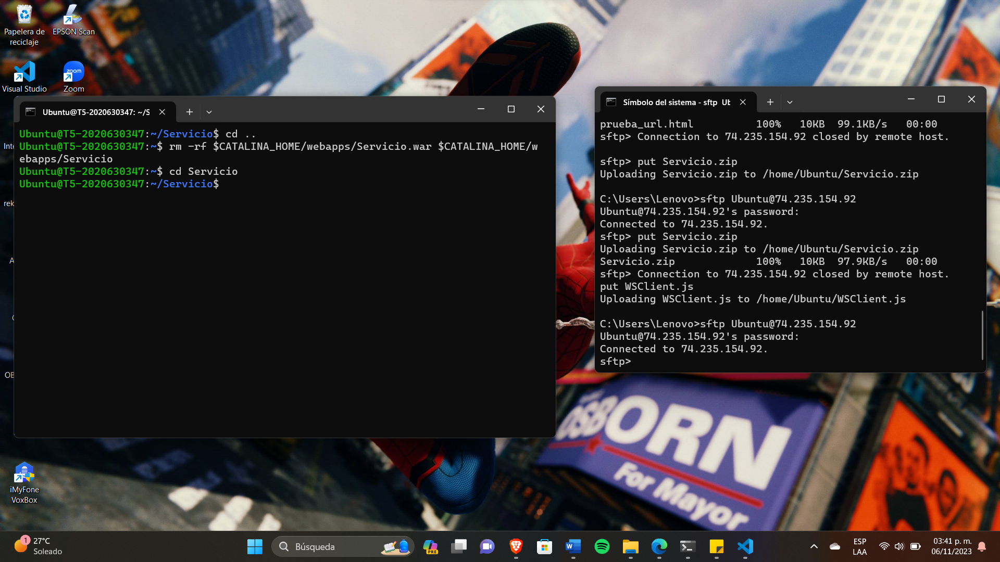 Papelera de
reciclaje
EPSON Scan
Visual Studio
Zoom
zoom
Ubuntu@T5-2020630347: ~/S
Ubuntu@T5-2020630347:~/Servicio$ cd ..
Ubuntu@T5-2020630347:~$ rm -rf $CATALINA_HOME/webapps/Servicio.war $CATALINA_HOME/w
ebapps/Servicio
Ubuntu@T5-2020630347:~$ cd Servicio
Ubuntu@T5-2020630347:~/Servicio$
Inte
rek
A
OB
Símbolo del sistema - sftp Ub
prueba_url.html 100% 10KB 99.1KB/s 00:00
sftp> Connection to 74.235.154.92 closed by remote host.
sftp> put Servicio.zip
Uploading Servicio.zip to /home/Ubuntu/Servicio.zip
C:\Users\Lenovo>sftp Ubuntu@74.235.154.92
Ubuntu@74.235.154.92's password:
Connected to 74.235.154.92.
sftp> put Servicio.zip
Uploading Servicio.zip to /home/Ubuntu/Servicio.zip
Servicio.zip 100% 10KB 97.9KB/s 00:00
sftp> Connection to 74.235.154.92 closed by remote host.
put WSClient.js
Uploading WSClient.js to /home/Ubuntu/WSClient.js
C:\Users\Lenovo>sftp Ubuntu@74.235.154.92
Ubuntu@74.235.154.92's password:
Connected to 74.235.154.92.
sftp>
OSBORN
For Mayor
iMyFone
VoxBox
1
27°C
Soleado
Búsqueda
PRE
W
ESP
LAA
03:41 p. m.
06/11/2023